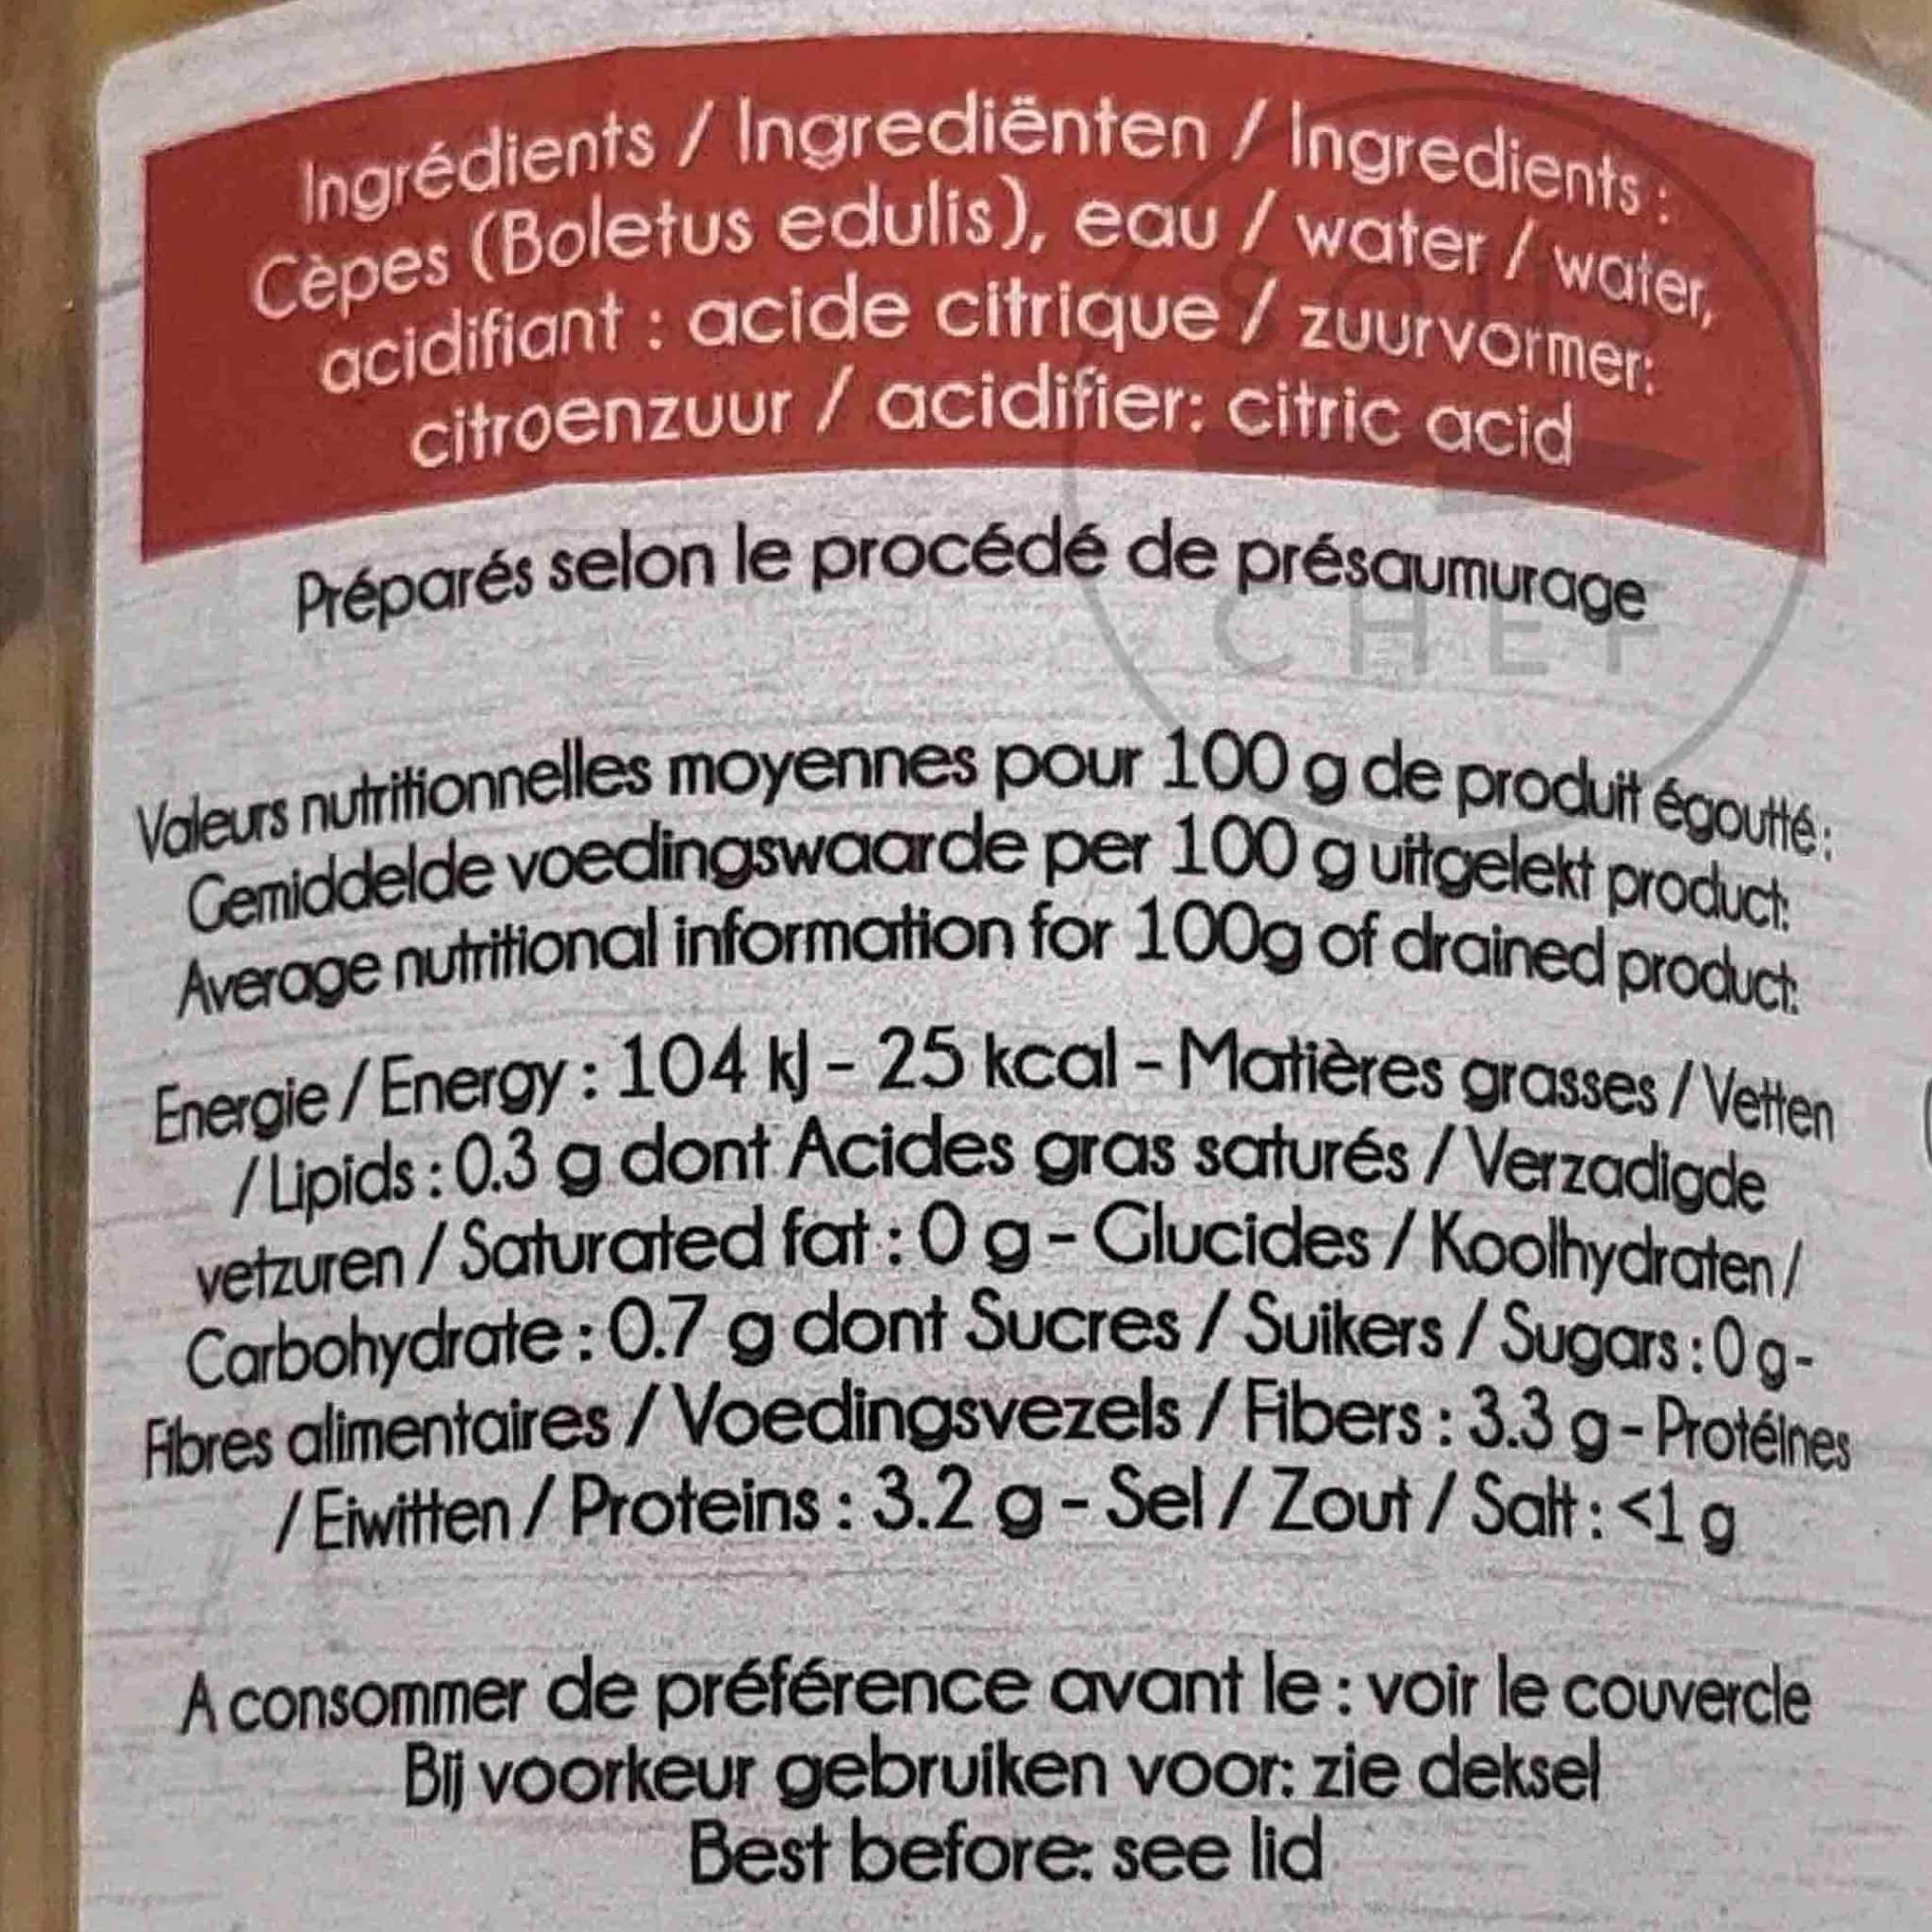 Ingrédients / Ingrediënten / Ingredients :
Cèpes (Boletus edulis), eau / water / water,
acidifiant : acide citrique / zuurvormer:
citroenzuur / acidifier: citric acid
SOUS
CHEF
Préparés selon le procédé de présaumurage
Valeurs nutritionnelles moyennes pour 100 g de produit égoutté:
Gemiddelde voedingswaarde per 100 g uitgelekt product:
Average nutritional information for 100g of drained product:
Energie / Energy : 104 kJ - 25 kcal - Matières grasses / Vetten
/ Lipids : 0.3 g dont Acides gras saturés / Verzadigde
vetzuren / Saturated fat : 0 g - Glucides / Koolhydraten /
Carbohydrate : 0.7 g dont Sucres / Suikers / Sugars : 0 g -
Fibres alimentaires / Voedingsvezels / Fibers : 3.3 g - Protéines
/ Eiwitten / Proteins : 3.2 g - Sel / Zout / Salt : <1 g
A consommer de préférence avant le : voir le couvercle
Bij voorkeur gebruiken voor: zie deksel
Best before: see lid